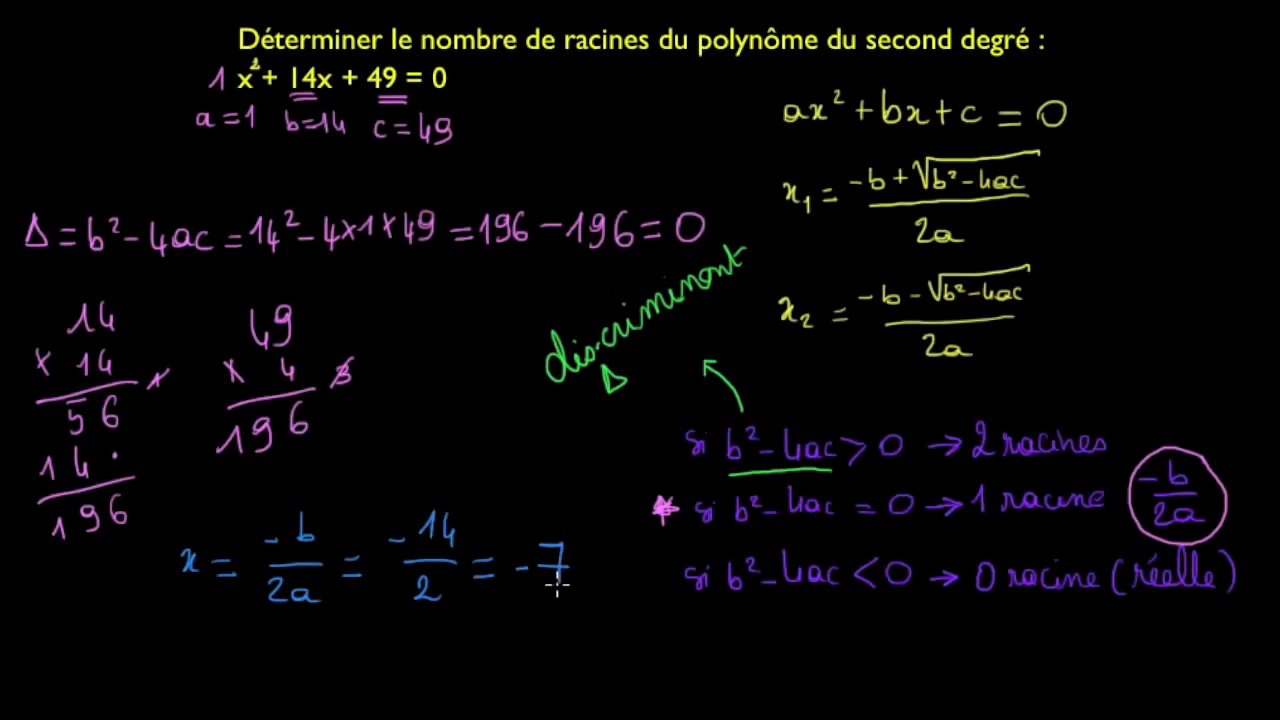 Déterminer le nombre de racines du polynôme du second degré :
1 x² + 14x + 49 = 0
a = 1 b = 14 c = 49
ax² + bx + c = 0
x₁ = (-b + √(b² - 4ac)) / 2a
Δ = b² - 4ac = 14² - 4 × 1 × 49 = 196 - 196 = 0
x₂ = (-b - √(b² - 4ac)) / 2a
discriminant
Δ
14
× 14
56
14 ·
196
49
× 4 3
196
si b² - 4ac > 0 → 2 racines
* si b² - 4ac = 0 → 1 racine -b / 2a
si b² - 4ac < 0 → 0 racine (réelle)
x = -b / 2a = -14 / 2 = -7